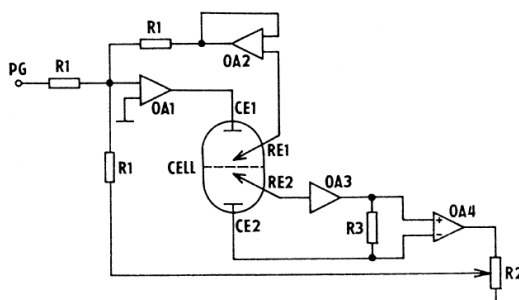 R1
OA2
PG
R1
OA1
CE1
RE1
CELL
RE2
R1
OA3
CE2
R3
+
−
OA4
R2